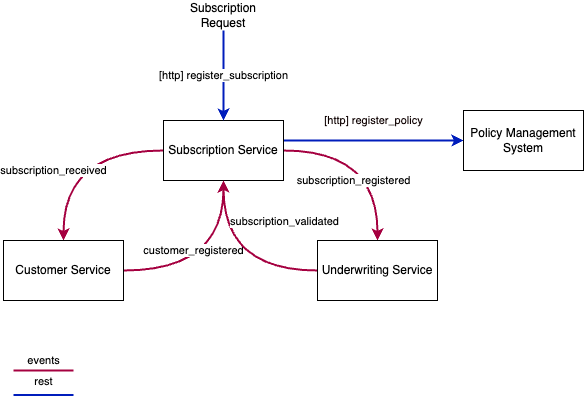 Subscription
Request
[http] register_subscription
[http] register_policy
Subscription Service
Policy Management
System
subscription_received
subscription_registered
subscription_validated
customer_registered
Customer Service
Underwriting Service
events
rest